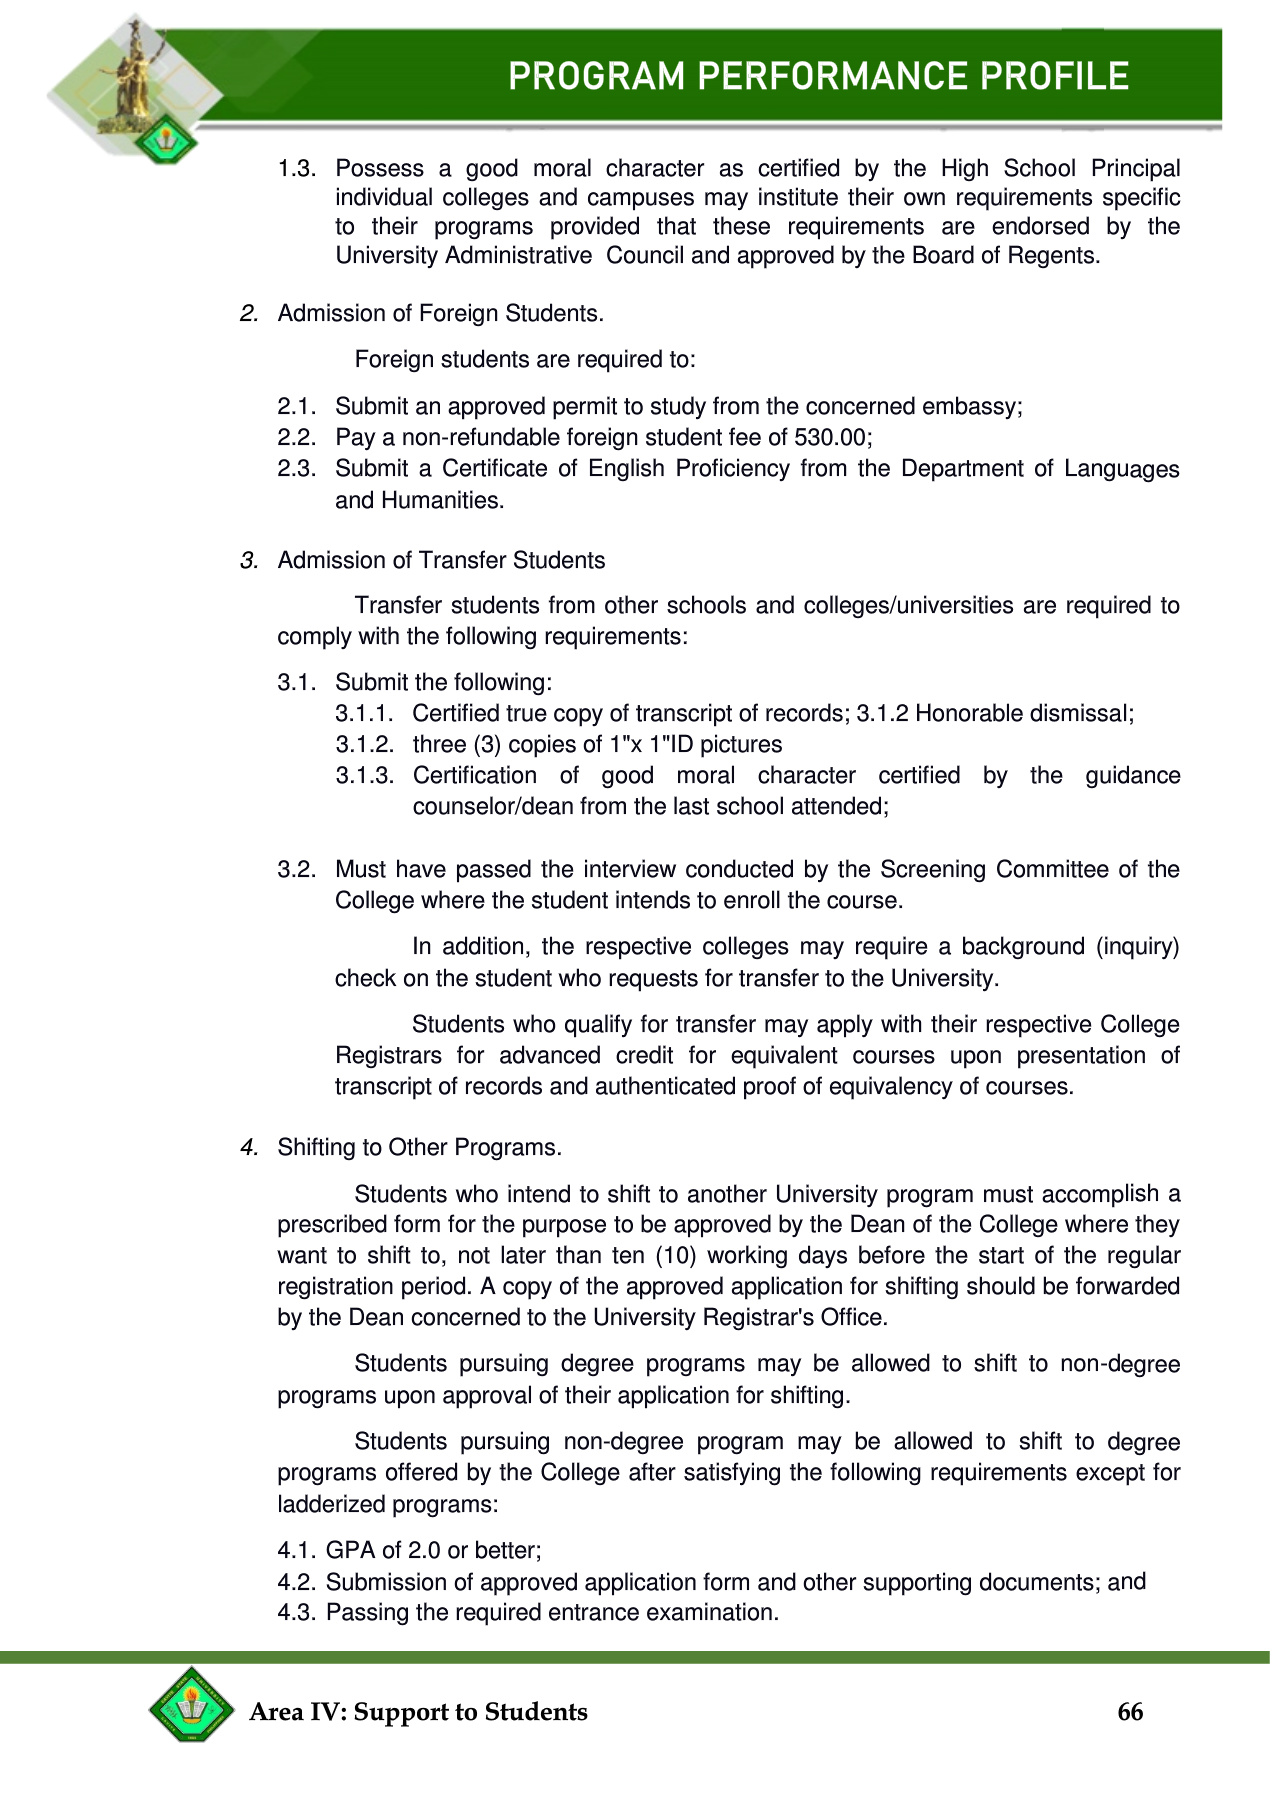 PROGRAM PERFORMANCE PROFILE
1.3. Possess a good moral character as certified by the High School Principal
individual colleges and campuses may institute their own requirements specific
to their programs provided that these requirements are endorsed by the
University Administrative Council and approved by the Board of Regents.
2. Admission of Foreign Students.
Foreign students are required to:
2.1. Submit an approved permit to study from the concerned embassy;
2.2. Pay a non-refundable foreign student fee of 530.00;
2.3. Submit a Certificate of English Proficiency from the Department of Languages
and Humanities.
3. Admission of Transfer Students
Transfer students from other schools and colleges/universities are required to
comply with the following requirements:
3.1. Submit the following:
3.1.1. Certified true copy of transcript of records; 3.1.2 Honorable dismissal;
3.1.2. three (3) copies of 1"x 1"ID pictures
3.1.3. Certification of good moral character certified by the guidance
counselor/dean from the last school attended;
3.2. Must have passed the interview conducted by the Screening Committee of the
College where the student intends to enroll the course.
In addition, the respective colleges may require a background (inquiry)
check on the student who requests for transfer to the University.
Students who qualify for transfer may apply with their respective College
Registrars for advanced credit for equivalent courses upon presentation of
transcript of records and authenticated proof of equivalency of courses.
4. Shifting to Other Programs.
Students who intend to shift to another University program must accomplish a
prescribed form for the purpose to be approved by the Dean of the College where they
want to shift to, not later than ten (10) working days before the start of the regular
registration period. A copy of the approved application for shifting should be forwarded
by the Dean concerned to the University Registrar's Office.
Students pursuing degree programs may be allowed to shift to non-degree
programs upon approval of their application for shifting.
Students pursuing non-degree program may be allowed to shift to degree
programs offered by the College after satisfying the following requirements except for
ladderized programs:
4.1. GPA of 2.0 or better;
4.2. Submission of approved application form and other supporting documents; and
4.3. Passing the required entrance examination.
Area IV: Support to Students 66